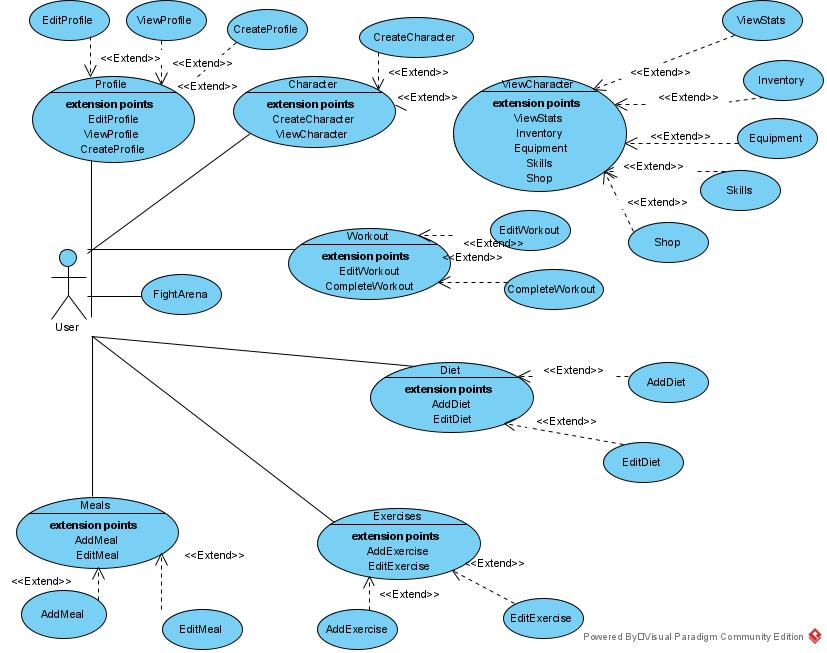 EditProfile
ViewProfile
CreateProfile
<<Extend>>
<<Extend>>
<<Extend>>
Profile
extension points
EditProfile
ViewProfile
CreateProfile
CreateCharacter
<<Extend>>
<<Extend>>
Character
extension points
CreateCharacter
ViewCharacter
ViewStats
Inventory
Equipment
Skills
Shop
<<Extend>>
<<Extend>>
<<Extend>>
<<Extend>>
<<Extend>>
ViewCharacter
extension points
ViewStats
Inventory
Equipment
Skills
Shop
Workout
extension points
EditWorkout
CompleteWorkout
EditWorkout
<<Extend>>
<<Extend>>
CompleteWorkout
FightArena
User
Diet
extension points
AddDiet
EditDiet
<<Extend>>
AddDiet
<<Extend>>
EditDiet
Meals
extension points
AddMeal
EditMeal
<<Extend>>
<<Extend>>
AddMeal
EditMeal
Exercises
extension points
AddExercise
EditExercise
<<Extend>>
<<Extend>>
AddExercise
EditExercise
Powered By□Visual Paradigm Community Edition